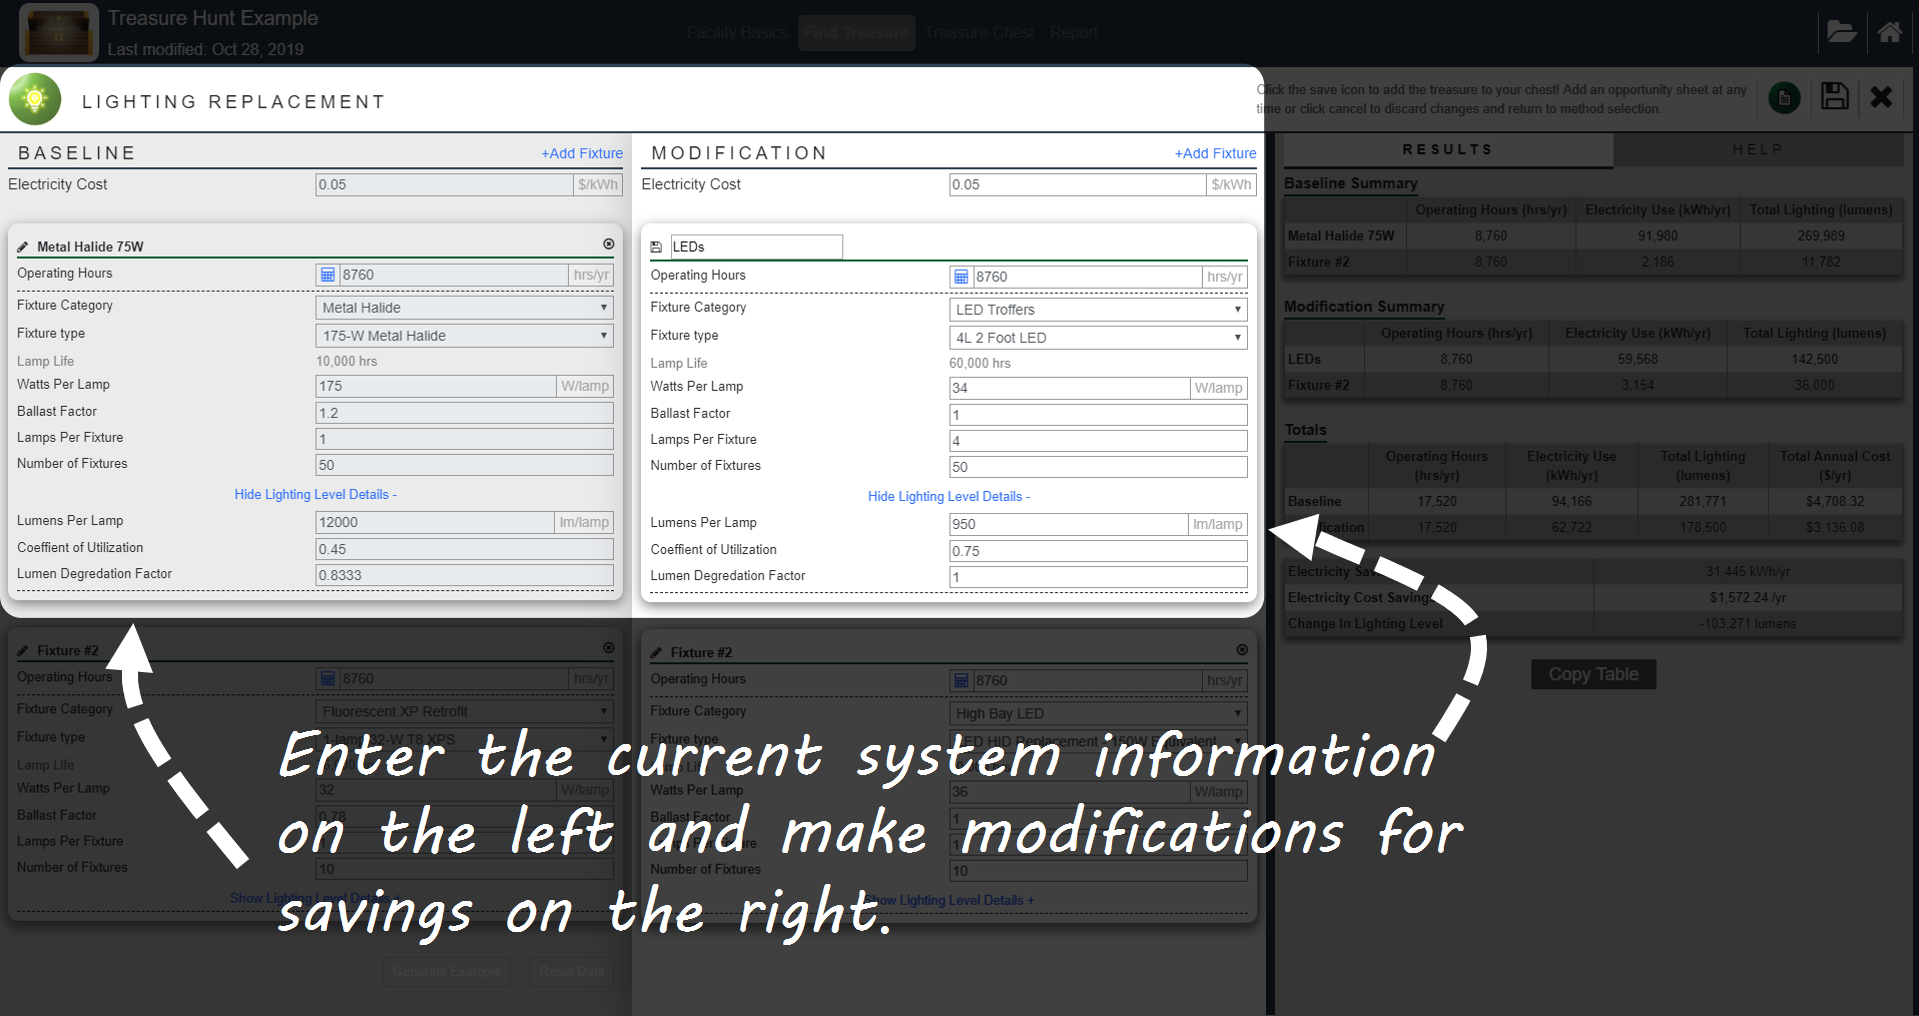 Treasure Hunt Example
Last modified: Oct 28, 2019
Facility Basics Find Treasure Treasure Chest Report
LIGHTING REPLACEMENT
Click the save icon to add the treasure to your chest! Add an opportunity sheet at any
time or click cancel to discard changes and return to method selection.
BASELINE +Add Fixture
Electricity Cost 0.05 $/kWh
Metal Halide 75W
Operating Hours 8760 hrs/yr
Fixture Category Metal Halide
Fixture type 175-W Metal Halide
Lamp Life 10,000 hrs
Watts Per Lamp 175 W/lamp
Ballast Factor 1.2
Lamps Per Fixture 1
Number of Fixtures 50
Hide Lighting Level Details -
Lumens Per Lamp 12000 lm/lamp
Coeffient of Utilization 0.45
Lumen Degredation Factor 0.8333
Fixture #2
Operating Hours 8760 hrs/yr
Fixture Category Fluorescent XP Retrofit
Fixture type 1-lamp 32-W T8 XPS
Lamp Life
Watts Per Lamp 32 W/lamp
Ballast Factor 0.78
Lamps Per Fixture
Number of Fixtures 10
Show Lighting Level Details +
Generate Example Reset Data
MODIFICATION +Add Fixture
Electricity Cost 0.05 $/kWh
LEDs
Operating Hours 8760 hrs/yr
Fixture Category LED Troffers
Fixture type 4L 2 Foot LED
Lamp Life 60,000 hrs
Watts Per Lamp 34 W/lamp
Ballast Factor 1
Lamps Per Fixture 4
Number of Fixtures 50
Hide Lighting Level Details -
Lumens Per Lamp 950 lm/lamp
Coeffient of Utilization 0.75
Lumen Degredation Factor 1
Fixture #2
Operating Hours 8760 hrs/yr
Fixture Category High Bay LED
Fixture type LED HID Replacement - 150W Equivalent
Lamp Life
Watts Per Lamp 36 W/lamp
Ballast Factor 1
Lamps Per Fixture 1
Number of Fixtures 10
Show Lighting Level Details +
RESULTS HELP
Baseline Summary
Operating Hours (hrs/yr) Electricity Use (kWh/yr) Total Lighting (lumens)
Metal Halide 75W 8,760 91,980 269,989
Fixture #2 8,760 2,186 11,782
Modification Summary
Operating Hours (hrs/yr) Electricity Use (kWh/yr) Total Lighting (lumens)
LEDs 8,760 59,568 142,500
Fixture #2 8,760 3,154 36,000
Totals
Operating Hours Electricity Use Total Lighting Total Annual Cost
(hrs/yr) (kWh/yr) (lumens) ($/yr)
Baseline 17,520 94,166 281,771 $4,708.32
Modification 17,520 62,722 178,500 $3,136.08
Electricity Savings 31,445 kWh/yr
Electricity Cost Savings $1,572.24 /yr
Change In Lighting Level -103,271 lumens
Copy Table
Enter the current system information
on the left and make modifications for
savings on the right.